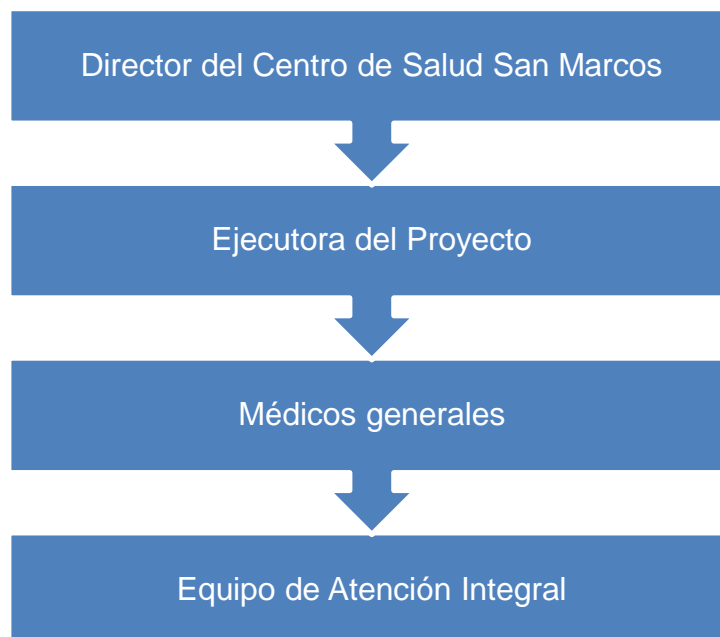 Director del Centro de Salud San Marcos
Ejecutora del Proyecto
Médicos generales
Equipo de Atención Integral